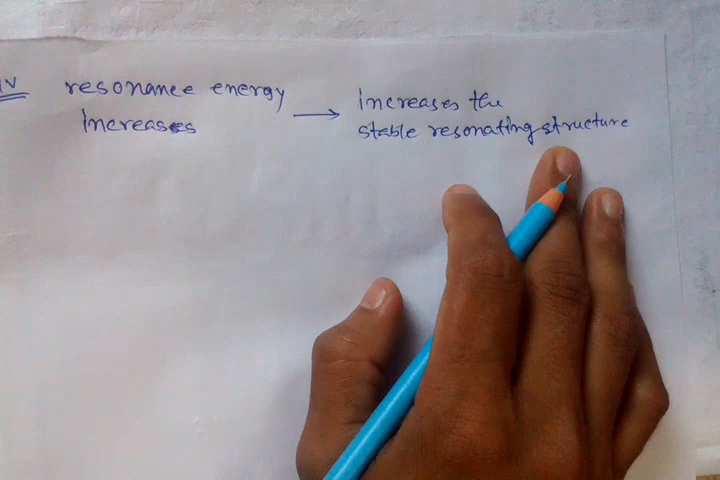 iv resonance energy
increases → Increases the
stable resonating structure